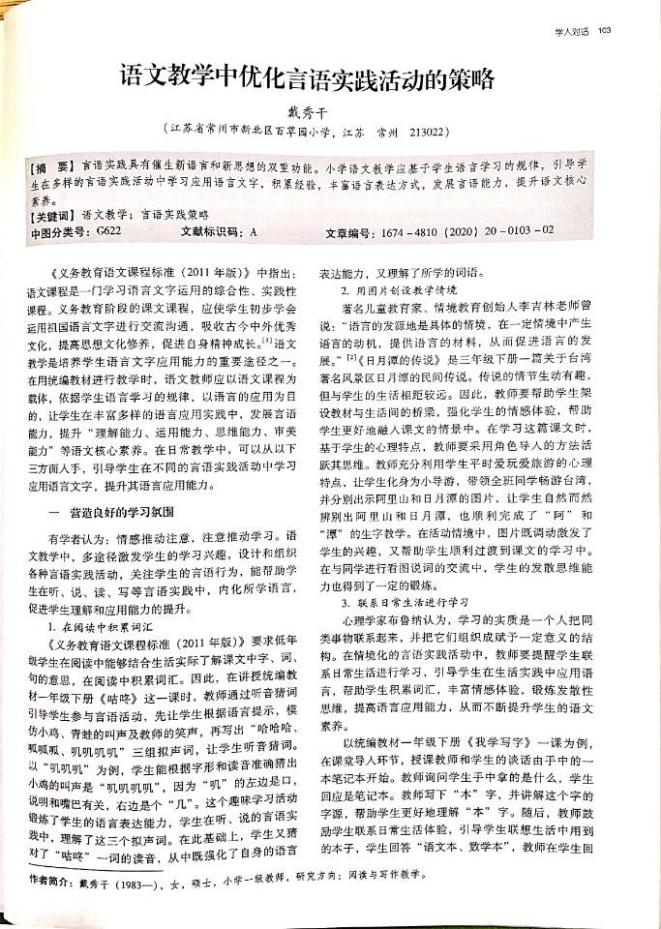 学人对话 103
语文教学中优化言语实践活动的策略
戴秀干
（江苏省常州市新北区百草园小学，江苏 常州 213022）
【摘 要】言语实践具有催生新语言和新思想的双重功能。小学语文教学应基于学生语言学习的规律，引导学
生在多样的言语实践活动中学习应用语言文字，积累经验，丰富语言表达方式，发展言语能力，提升语文核心
素养。
【关键词】语文教学；言语实践策略
中图分类号：G622 文献标识码：A 文章编号：1674-4810（2020）20-0103-02
《义务教育语文课程标准（2011 年版）》中指出：
语文课程是一门学习语言文字运用的综合性、实践性
课程。义务教育阶段的课文课程，应使学生初步学会
运用祖国语言文字进行交流沟通，吸收古今中外优秀
文化，提高思想文化修养，促进自身精神成长。[1]语文
教学是培养学生语言文字应用能力的重要途径之一。
在用统编教材进行教学时，语文教师应以语文课程为
载体，依据学生语言学习的规律，以语言的应用为目
的，让学生在丰富多样的语言应用实践中，发展言语
能力，提升“理解能力、运用能力、思维能力、审美
能力”等语文核心素养。在日常教学中，可以从以下
三方面入手，引导学生在不同的言语实践活动中学习
应用语言文字，提升其语言应用能力。
一 营造良好的学习氛围
有学者认为：情感推动注意，注意推动学习。语
文教学中，多途径激发学生的学习兴趣，设计和组织
各种言语实践活动，关注学生的言语行为，能帮助学
生在听、说、读、写等言语实践中，内化所学语言，
促进学生理解和应用能力的提升。
1. 在阅读中积累词汇
《义务教育语文课程标准（2011 年版）》要求低年
级学生在阅读中能够结合生活实际了解课文中字、词、
句的意思，在阅读中积累词汇。因此，在讲授统编教
材一年级下册《咕咚》这一课时，教师通过听音猜词
引导学生参与言语活动，先让学生根据语言提示，模
仿小鸡、青蛙的叫声及教师的笑声，再写出“哈哈哈、
呱呱呱、叽叽叽叽”三组拟声词，让学生听音猜词。
以“叽叽叽”为例，学生能根据字形和读音准确猜出
小鸡的叫声是“叽叽叽叽”，因为“叽”的左边是口，
说明和嘴巴有关，右边是个“几”。这个趣味学习活动
锻炼了学生的语言表达能力，学生在听、说的言语实
践中，理解了这三个拟声词。在此基础上，学生又猜
对了“咕咚”一词的读音，从中既强化了自身的语言
表达能力，又理解了所学的词语。
2. 用图片创设教学情境
著名儿童教育家、情境教育创始人李吉林老师曾
说：“语言的发源地是具体的情境，在一定情境中产生
语言的动机，提供语言的材料，从而促进语言的发
展。”[2]《日月潭的传说》是三年级下册一篇关于台湾
著名风景区日月潭的民间传说。传说的情节生动有趣，
但与学生的生活相距较远。因此，教师要帮助学生架
设教材与生活间的桥梁，强化学生的情感体验，帮助
学生更好地融入课文的情景中。在学习这篇课文时，
基于学生的心理特点，教师要采用角色导入的方法活
跃其思维。教师充分利用学生平时爱玩爱旅游的心理
特点，让学生化身为小导游，带领全班同学畅游台湾，
并分别出示阿里山和日月潭的图片，让学生自然而然
辨别出阿里山和日月潭，也顺利完成了“阿”和
“潭”的生字教学。在活动情境中，图片既调动激发了
学生的兴趣，又帮助学生顺利过渡到课文的学习中。
在与同学进行看图说词的交流中，学生的发散思维能
力也得到了一定的锻炼。
3. 联系日常生活进行学习
心理学家布鲁纳认为，学习的实质是一个人把同
类事物联系起来，并把它们组织成赋予一定意义的结
构。在情境化的言语实践活动中，教师要提醒学生联
系日常生活进行学习，引导学生在生活实践中应用语
言，帮助学生积累词汇，丰富情感体验，锻炼发散性
思维，提高语言应用能力，从而不断提升学生的语文
素养。
以统编教材一年级下册《我学写字》一课为例，
在课堂导入环节，授课教师和学生的谈话由手中的一
本笔记本开始。教师询问学生手中拿的是什么，学生
回应是笔记本。教师写下“本”字，并讲解这个字的
字源，帮助学生更好地理解“本”字。随后，教师鼓
励学生联系日常生活体验，引导学生联想生活中用到
的本子，学生回答“语文本、数学本”，教师在学生回
作者简介：戴秀干（1983—），女，硕士，小学一级教师，研究方向：阅读与写作教学。